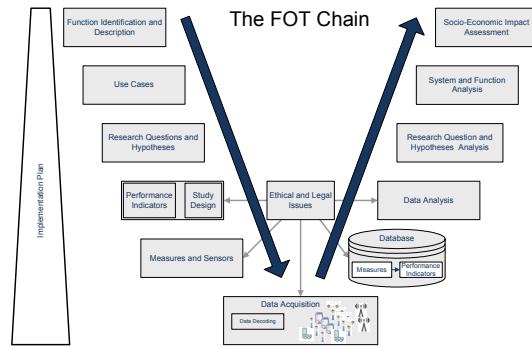 The FOT Chain
Function Identification and
Description
Socio-Economic Impact
Assessment
Use Cases
System and Function
Analysis
Research Questions and
Hypotheses
Research Question and
Hypotheses Analysis
Implementation Plan
Performance
Indicators
Study
Design
Ethical and Legal
Issues
Data Analysis
Measures and Sensors
Database
Measures
Performance
Indicators
Data Acquisition
Data Decoding